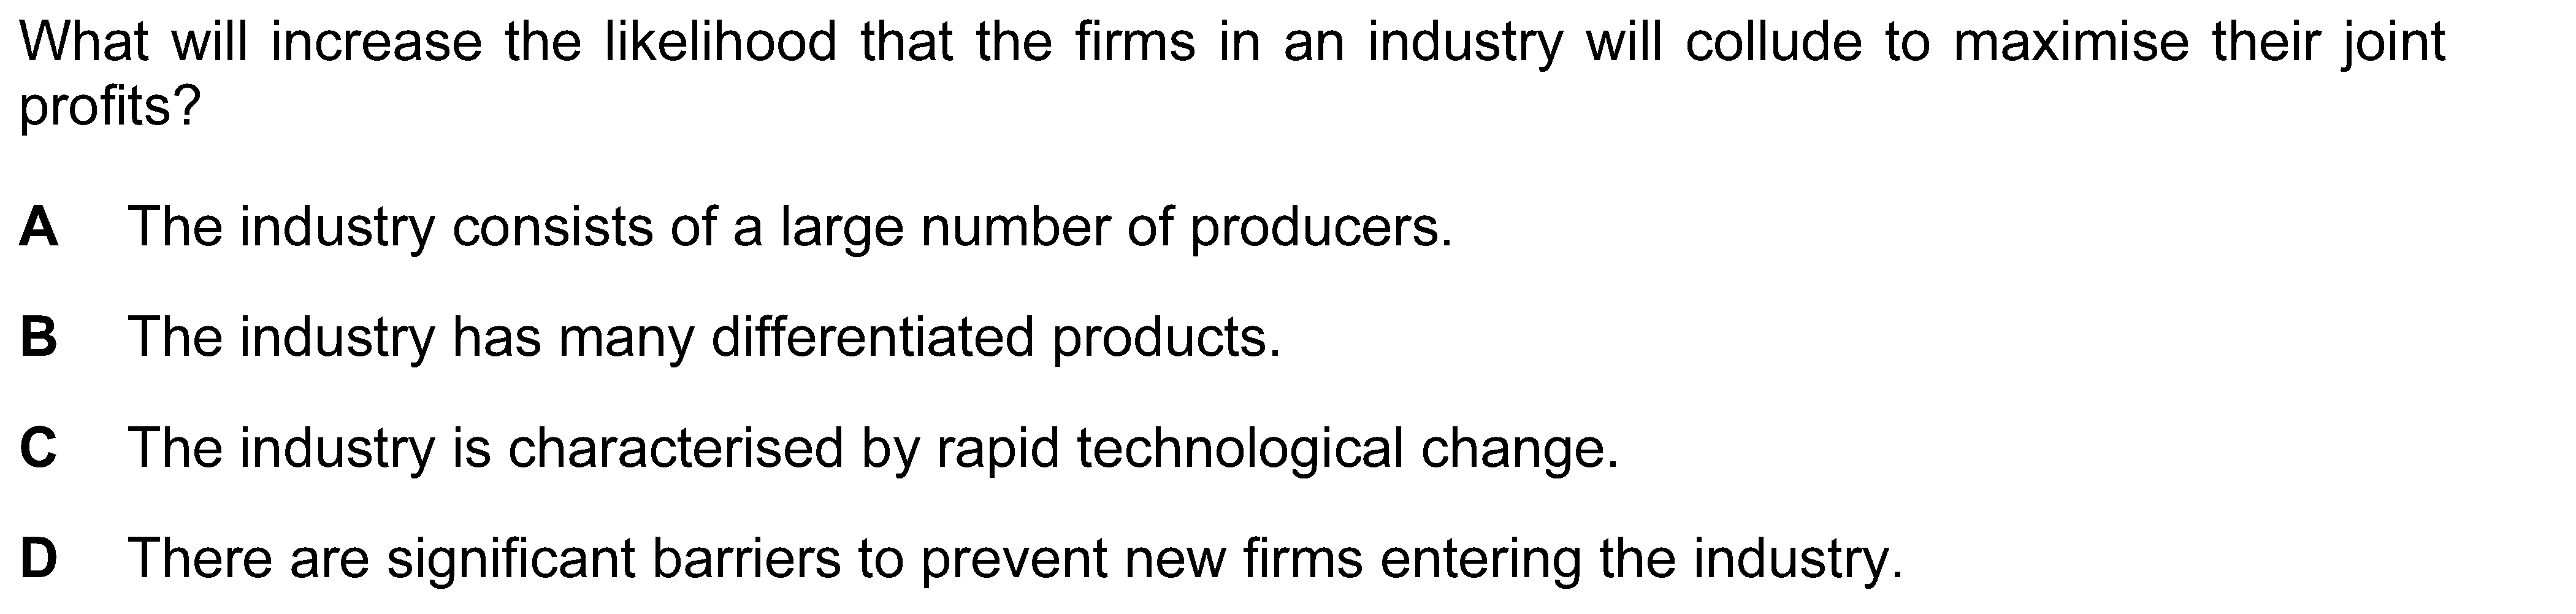 What will increase the likelihood that the firms in an industry will collude to maximise their joint
profits?
A The industry consists of a large number of producers.
B The industry has many differentiated products.
C The industry is characterised by rapid technological change.
D There are significant barriers to prevent new firms entering the industry.